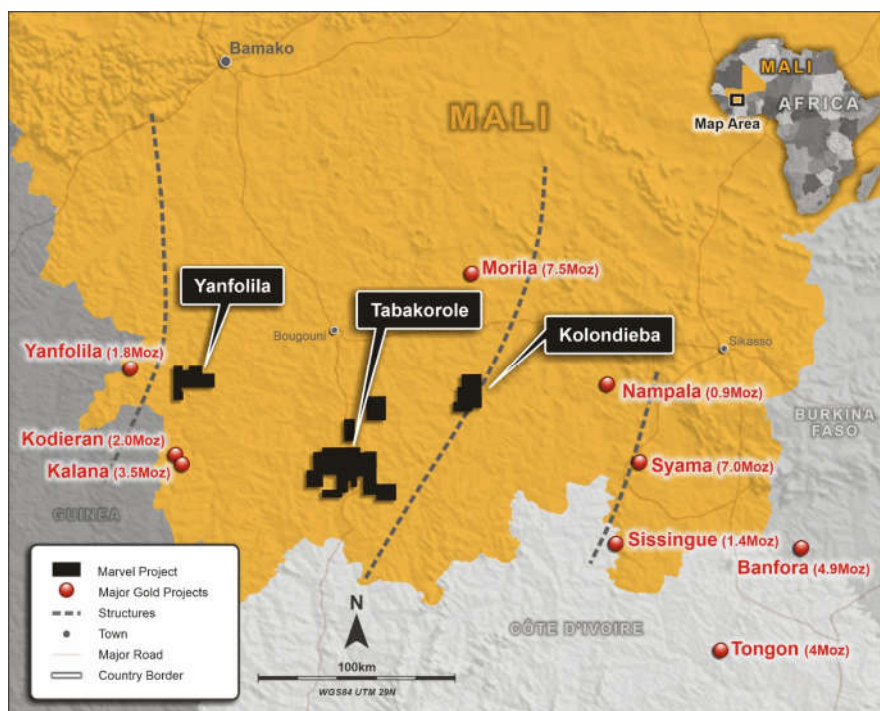 Bamako
MALI
MALI
AFRICA
Map Area
Yanfolila
Morila (7.5Moz)
Tabakorole
Bougouni
Kolondieba
Sikasso
Yanfolila (1.8Moz)
Nampala (0.9Moz)
BURKINA
FASO
Kodieran (2.0Moz)
Kalana (3.5Moz)
Syama (7.0Moz)
GUINEA
Sissingue (1.4Moz)
Banfora (4.9Moz)
CÔTE D'IVOIRE
Tongon (4Moz)
Marvel Project
Major Gold Projects
Structures
Town
Major Road
Country Border
N
100km
WGS84 UTM 29N